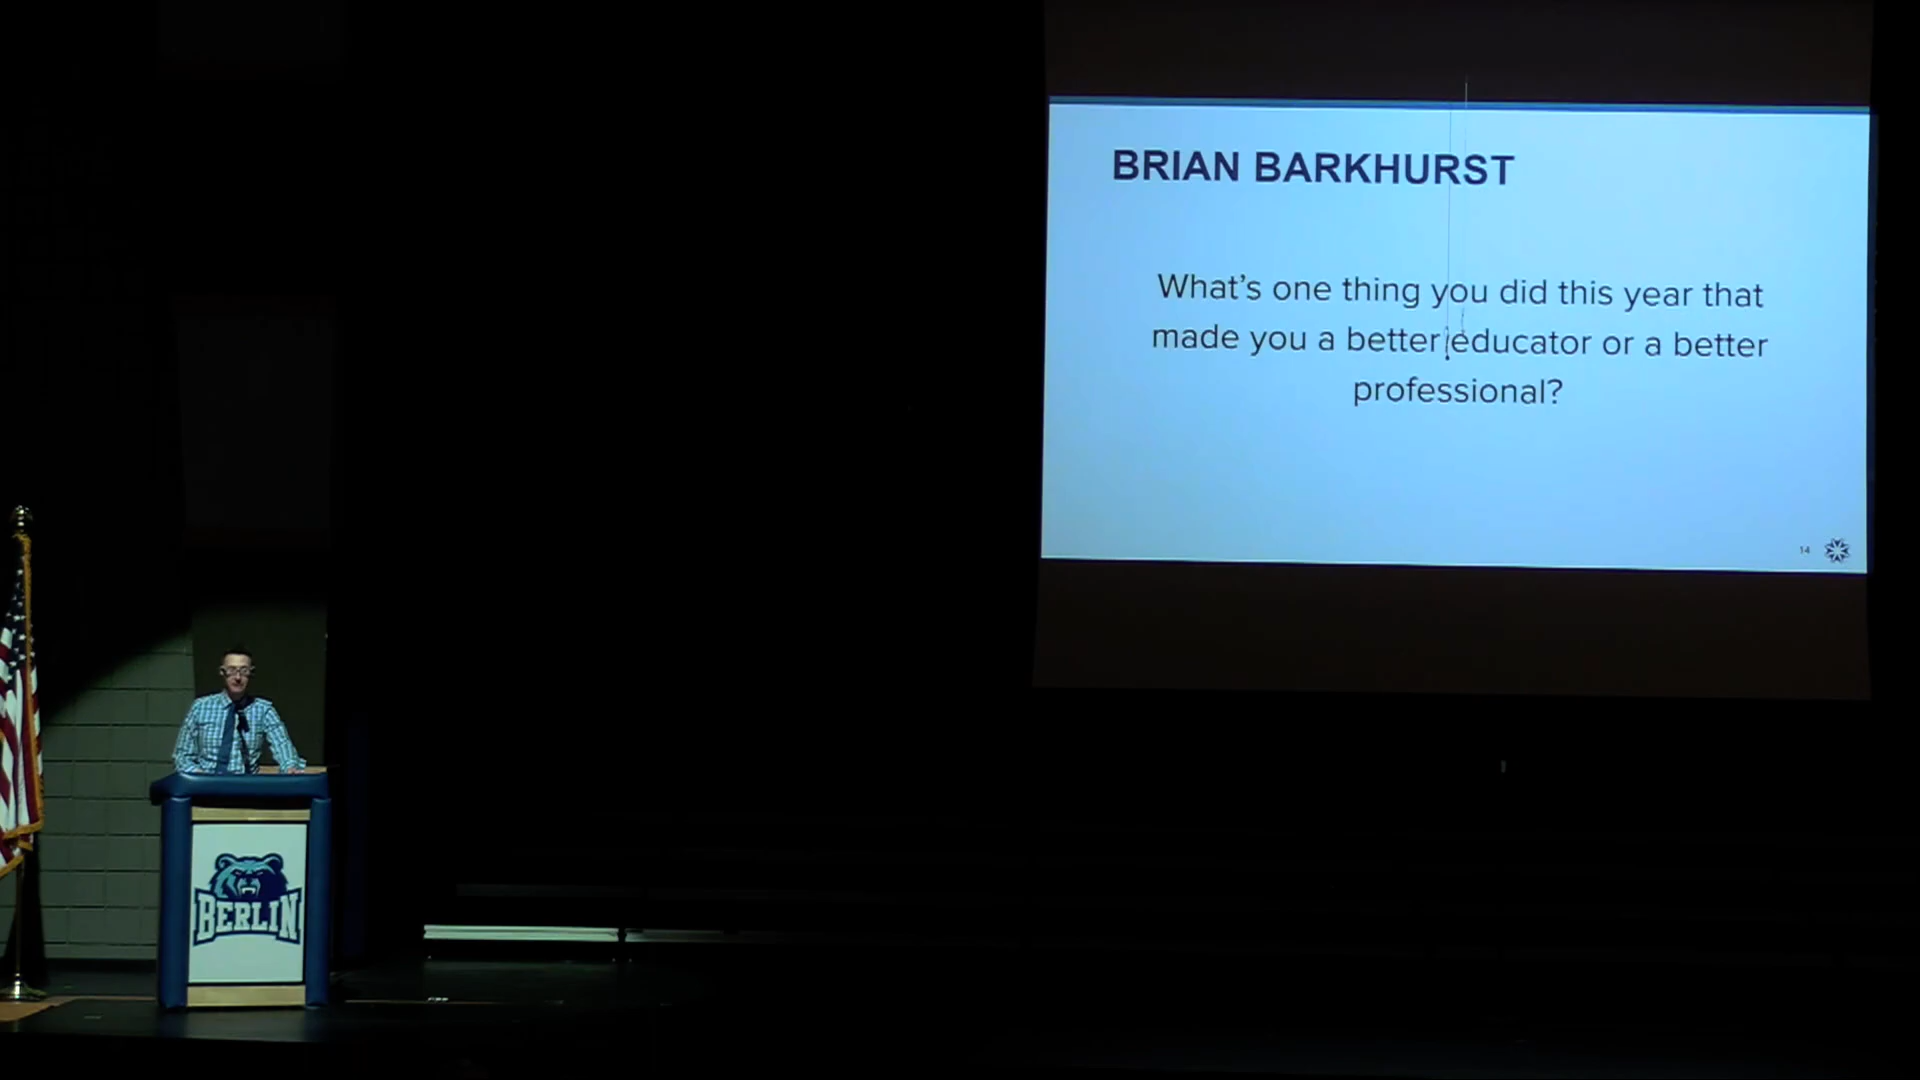 BRIAN BARKHURST
What's one thing you did this year that
made you a better educator or a better
professional?
14
BERLIN